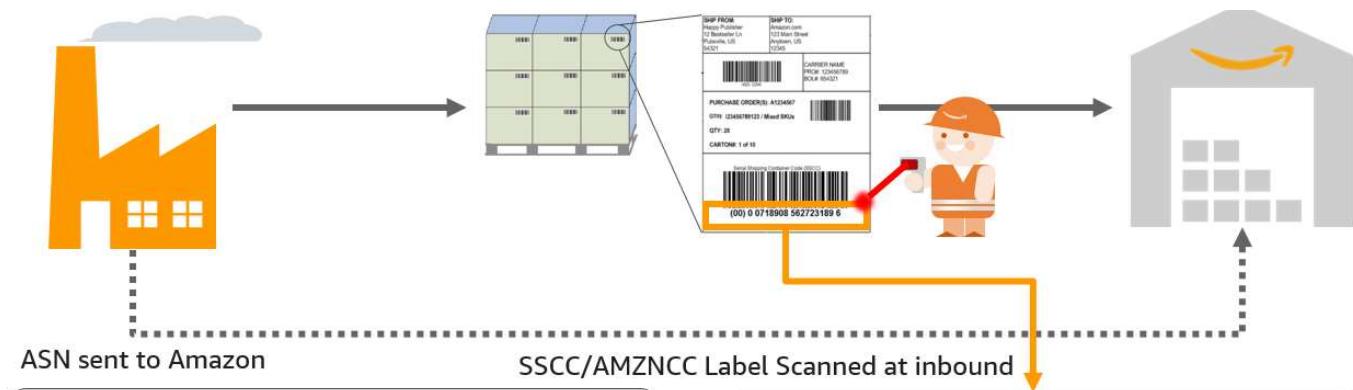 SHIP FROM:
Happy Publisher
12 Bestseller Ln
Pubsville, US
54321
SHIP TO:
Amazon.com
123 Main Street
Anytown, US
12345
CARRIER NAME
PRO#: 123456789
BOL#: 654321
PURCHASE ORDER(S): A1234567
GTIN: 123456789123 / Mixed SKUs
QTY: 20
CARTON#: 1 of 10
Serial Shipping Container Code (SSCC)
(00) 0 0718908 562723189 6
ASN sent to Amazon
SSCC/AMZNCC Label Scanned at inbound